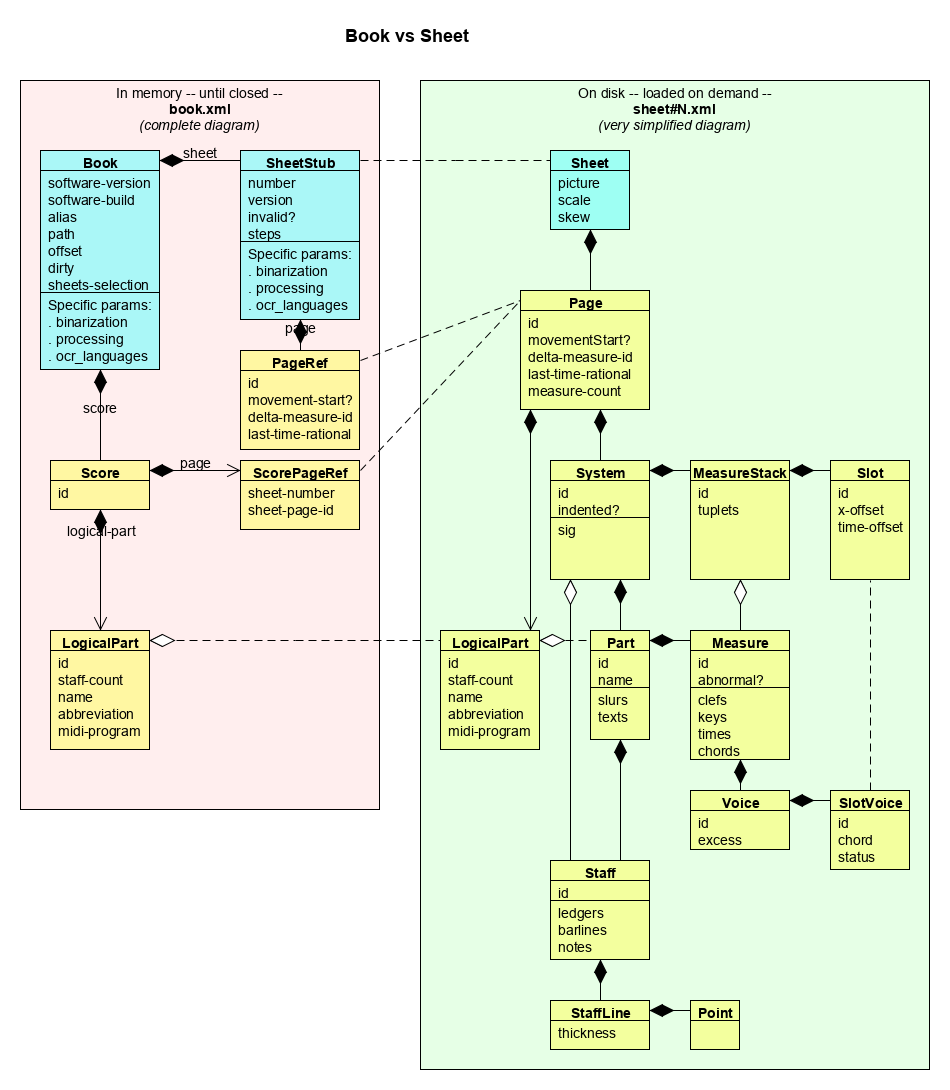 Book vs Sheet
In memory -- until closed --
book.xml
(complete diagram)
Book
software-version
software-build
alias
path
offset
dirty
sheets-selection
Specific params:
. binarization
. processing
. ocr_languages
sheet
SheetStub
number
version
invalid?
steps
Specific params:
. binarization
. processing
. ocr_languages
page
PageRef
id
movement-start?
delta-measure-id
last-time-rational
score
Score
id
page
ScorePageRef
sheet-number
sheet-page-id
logical-part
LogicalPart
id
staff-count
name
abbreviation
midi-program
On disk -- loaded on demand --
sheet#N.xml
(very simplified diagram)
Sheet
picture
scale
skew
Page
id
movementStart?
delta-measure-id
last-time-rational
measure-count
System
id
indented?
sig
MeasureStack
id
tuplets
Slot
id
x-offset
time-offset
LogicalPart
id
staff-count
name
abbreviation
midi-program
Part
id
name
slurs
texts
Measure
id
abnormal?
clefs
keys
times
chords
Voice
id
excess
SlotVoice
id
chord
status
Staff
id
ledgers
barlines
notes
StaffLine
thickness
Point